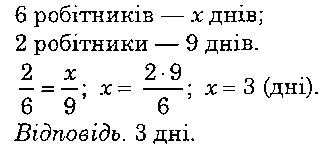 6 робітників — x днів;
2 робітники — 9 днів.
2/6 = x/9; x = 2·9/6; x = 3 (дні).
Відповідь. 3 дні.